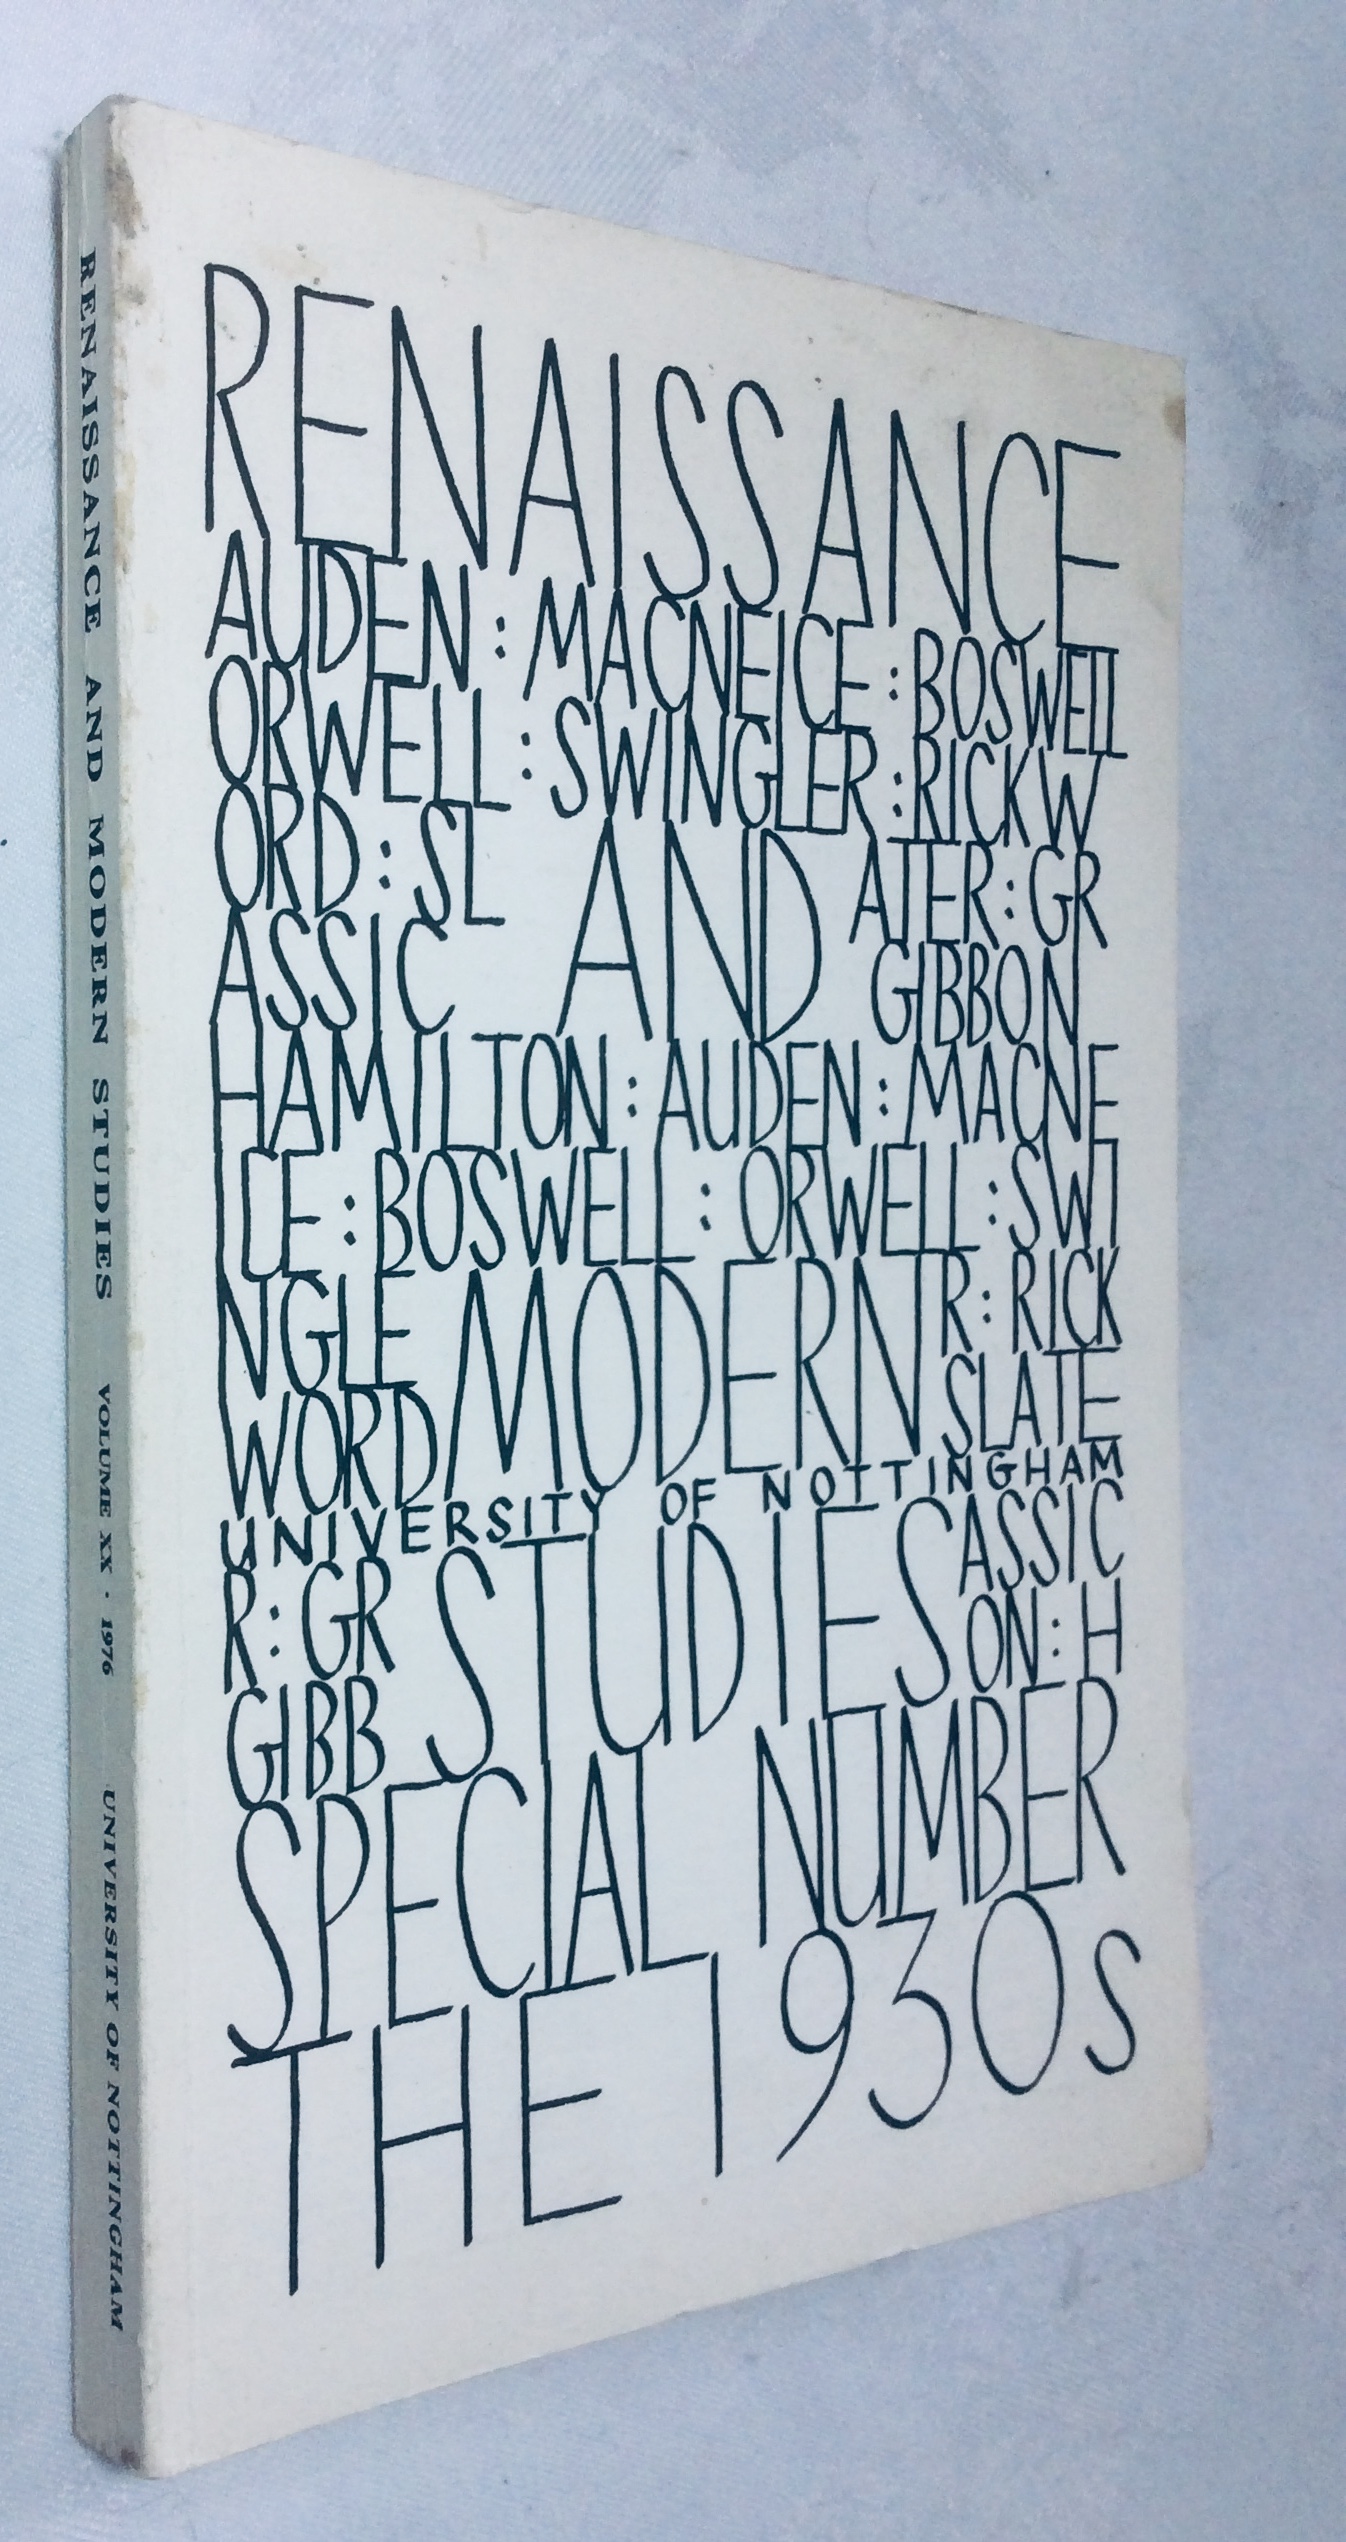 RENAISSANCE
AUDEN : MACNEICE : BOSWELL
ORWELL : SWINGLER : RICKW
ORD : SL AND ATER : GR
ASSIC GIBBON
HAMILTON : AUDEN : MACNE
ICE : BOSWELL : ORWELL : SWI
NGLE MODERN R : RICK
WORD SLATE
UNIVERSITY OF NOTTINGHAM
R : GR STUDIES ASSIC
GIBB ON : H
SPECIAL NUMBER
THE 1930s
RENAISSANCE AND MODERN STUDIES VOLUME XX · 1976 UNIVERSITY OF NOTTINGHAM